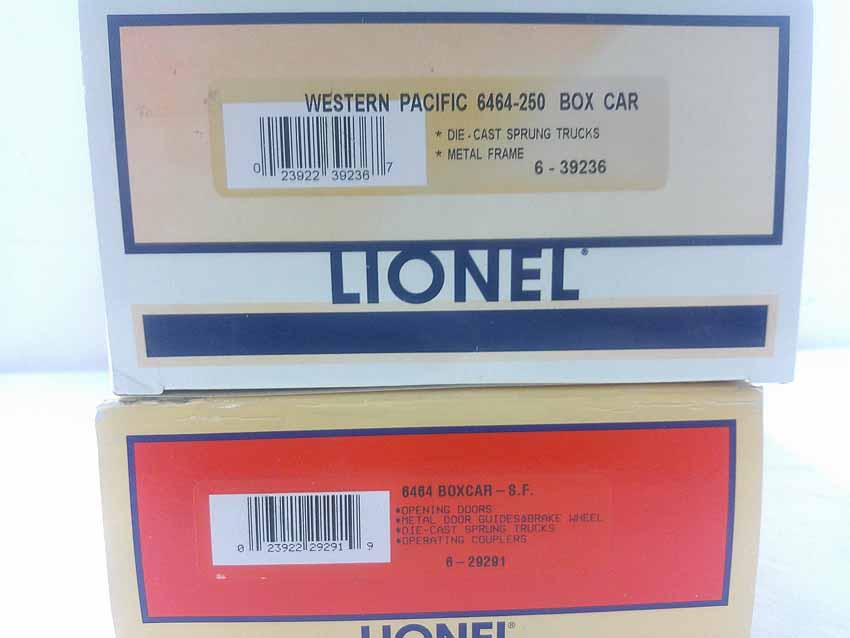 WESTERN PACIFIC 6464-250 BOX CAR
* DIE-CAST SPRUNG TRUCKS
* METAL FRAME
6-39236
0 23922 39236 7
LIONEL®
6464 BOXCAR-S.F.
*OPENING DOORS
*METAL DOOR GUIDES&BRAKE WHEEL
*DIE-CAST SPRUNG TRUCKS
*OPERATING COUPLERS
6-29291
0 23922 29291 9
LIONEL®